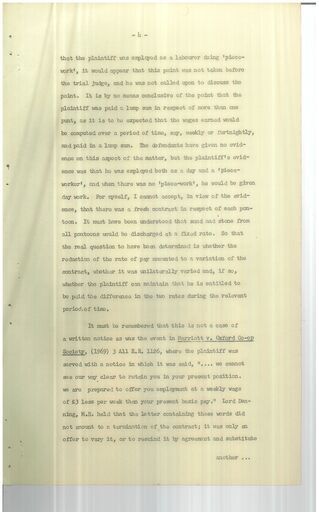 - 4 -
that the plaintiff was employed as a labourer doing 'piece-
work', it would appear that this point was not taken before
the trial judge, and he was not called upon to discuss the
point. It is by no means conclusive of the point that the
plaintiff was paid a lump sum in respect of more than one
punt, as it is to be expected that the wages earned would
be computed over a period of time, say, weekly or fortnightly,
and paid in a lump sum. The defendants have given no evid-
ence on this aspect of the matter, but the plaintiff's evid-
ence was that he was employed both as a day and a 'piece-
worker', and when there was no 'piece-work', he would be given
day work. For myself, I cannot accept, in view of the evid-
ence, that there was a fresh contract in respect of each pon-
toon. It must have been understood that sand and stone from
all pontoons would be discharged at a fixed rate. So that
the real question to have been determined is whether the
reduction of the rate of pay amounted to a variation of the
contract, whether it was unilaterally varied and, if so,
whether the plaintiff can maintain that he is entitled to
be paid the difference in the two rates during the relevant
period of time.
It must be remembered that this is not a case of
a written notice as was the event in Marriott v. Oxford Co-op
Society, (1969) 3 All E.R. 1126, where the plaintiff was
served with a notice in which it was said, ".... we cannot
see our way clear to retain you in your present position.
we are prepared to offer you employment at a weekly wage
of £3 less per week than your present basic pay." Lord Den-
ning, M.R. held that the letter containing these words did
not amount to a termination of the contract; it was only an
offer to vary it, or to rescind it by agreement and substitute
another ...